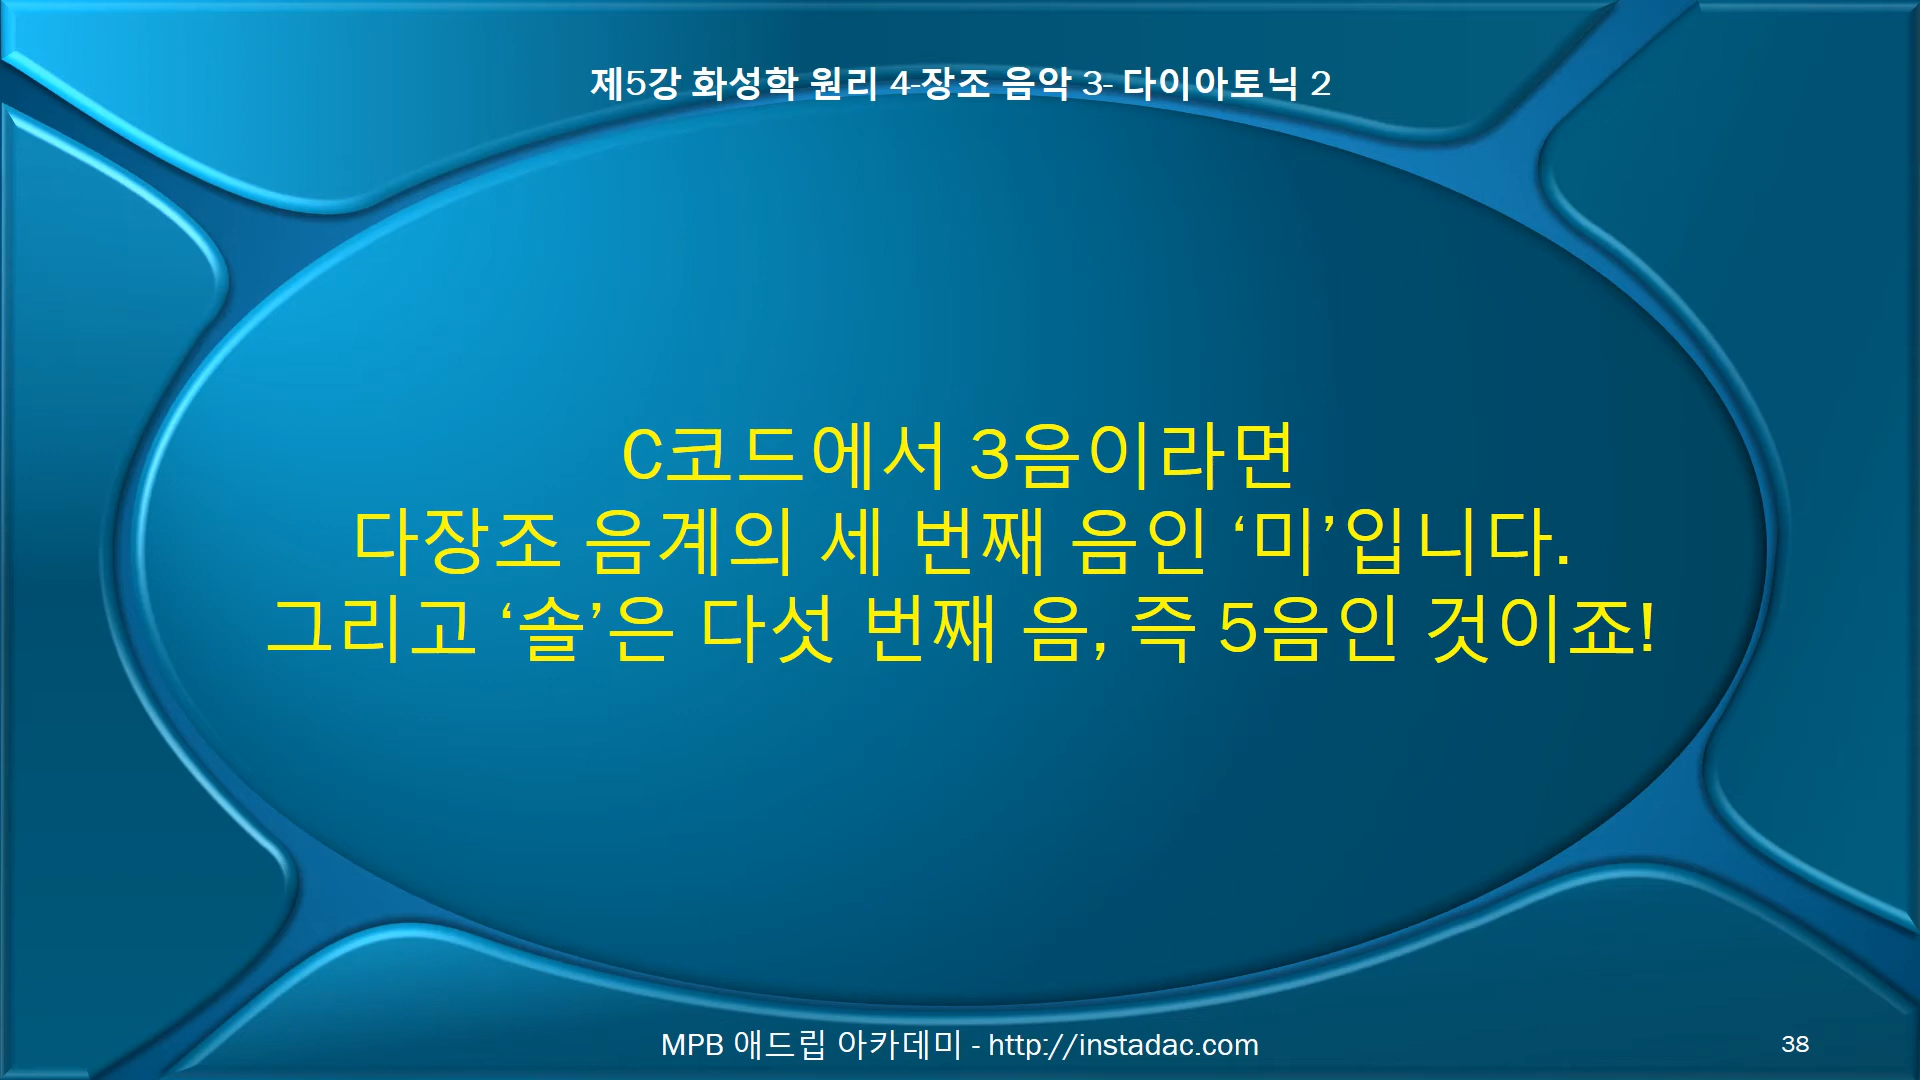 제5강 화성학 원리 4-장조 음악 3- 다이아토닉 2
C코드에서 3음이라면
다장조 음계의 세 번째 음인 ‘미’입니다.
그리고 ‘솔’은 다섯 번째 음, 즉 5음인 것이죠!
MPB 애드립 아카데미 - http://instadac.com
38